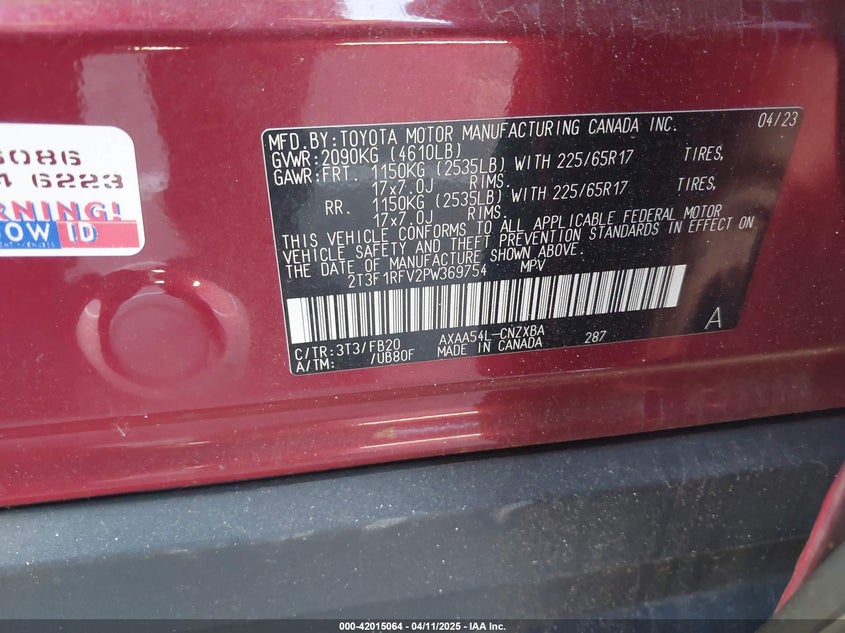 6086
4 6223
RNING!
OW ID
MFD. BY: TOYOTA MOTOR MANUFACTURING CANADA INC. 04/23
GVWR: 2090KG (4610LB)
GAWR: FRT. 1150KG (2535LB) WITH 225/65R17 TIRES,
17x7.0J RIMS.
RR. 1150KG (2535LB) WITH 225/65R17 TIRES,
17x7.0J RIMS.
THIS VEHICLE CONFORMS TO ALL APPLICABLE FEDERAL MOTOR
VEHICLE SAFETY AND THEFT PREVENTION STANDARDS IN EFFECT ON
THE DATE OF MANUFACTURE SHOWN ABOVE.
2T3F1RFV2PW369754 MPV
A
C/TR: 3T3/FB20 AXAA54L-CNZXBA 287
A/TM: /UB80F MADE IN CANADA
000-42015064 - 04/11/2025 - IAA Inc.